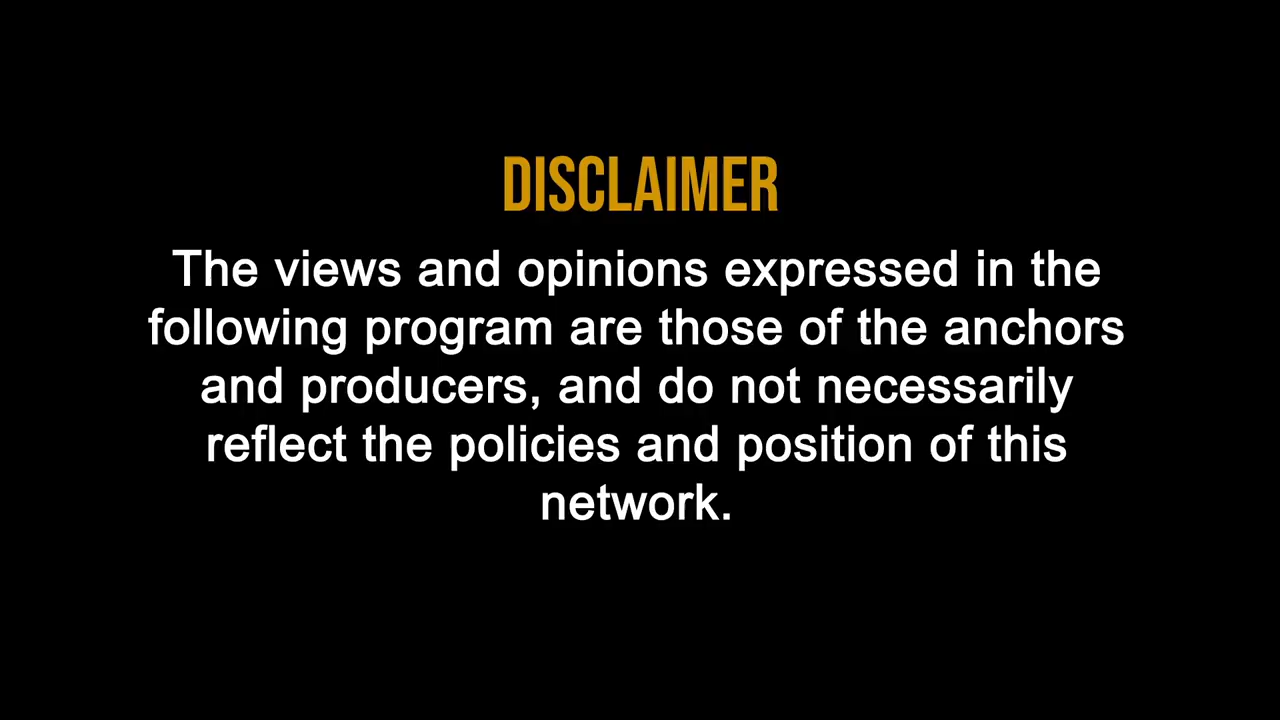 DISCLAIMER
The views and opinions expressed in the
following program are those of the anchors
and producers, and do not necessarily
reflect the policies and position of this
network.